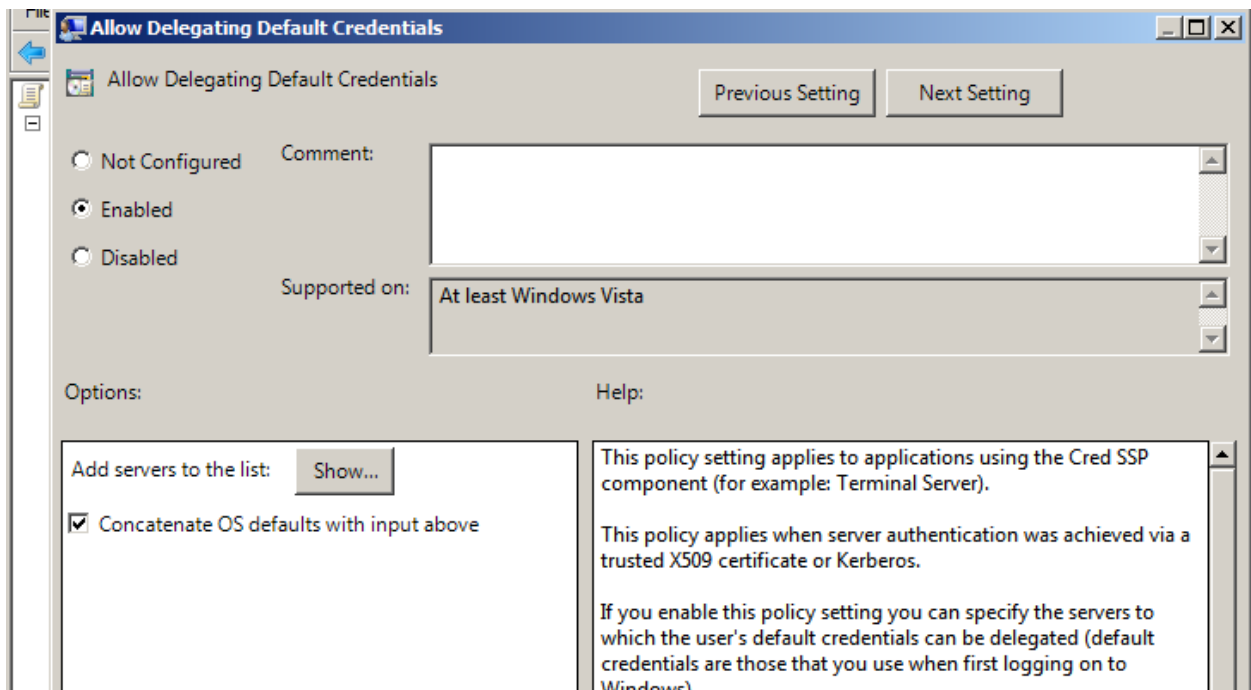 File
Allow Delegating Default Credentials
Allow Delegating Default Credentials
Previous Setting
Next Setting
Not Configured
Comment:
Enabled
Disabled
Supported on:
At least Windows Vista
Options:
Help:
Add servers to the list:
Show...
Concatenate OS defaults with input above
This policy setting applies to applications using the Cred SSP
component (for example: Terminal Server).
This policy applies when server authentication was achieved via a
trusted X509 certificate or Kerberos.
If you enable this policy setting you can specify the servers to
which the user's default credentials can be delegated (default
credentials are those that you use when first logging on to
Windows).